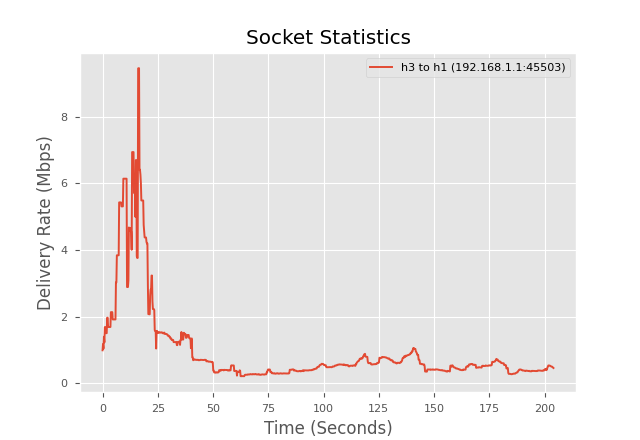 Socket Statistics
h3 to h1 (192.168.1.1:45503)
Delivery Rate (Mbps)
8
6
4
2
0
0 25 50 75 100 125 150 175 200
Time (Seconds)